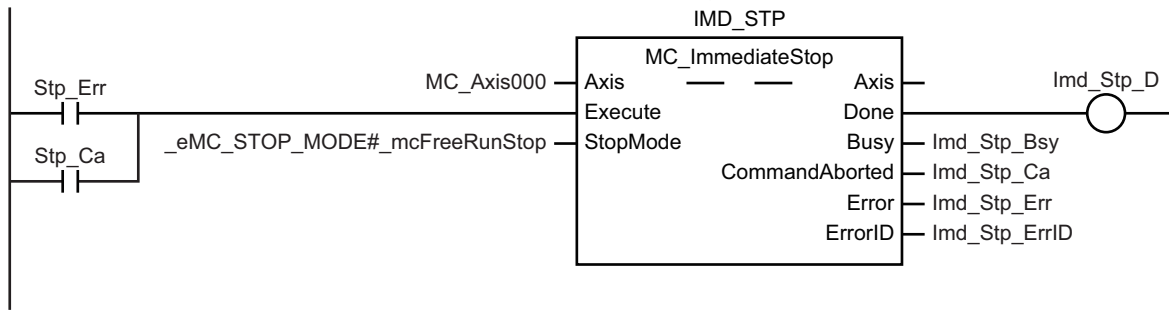 IMD_STP
MC_ImmediateStop
Stp_Err
MC_Axis000 Axis Axis Imd_Stp_D
Execute Done
Stp_Ca
_eMC_STOP_MODE#_mcFreeRunStop StopMode Busy Imd_Stp_Bsy
CommandAborted Imd_Stp_Ca
Error Imd_Stp_Err
ErrorID Imd_Stp_ErrID